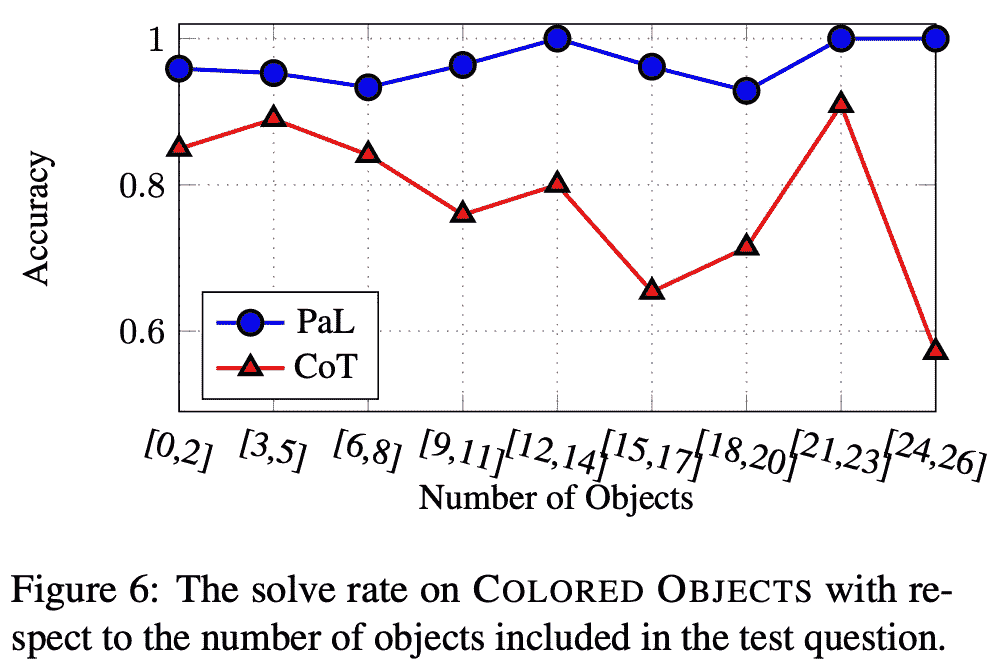 1
0.8
0.6
Accuracy
PaL
CoT
[0,2] [3,5] [6,8] [9,11] [12,14] [15,17] [18,20] [21,23] [24,26]
Number of Objects
Figure 6: The solve rate on COLORED OBJECTS with re-
spect to the number of objects included in the test question.